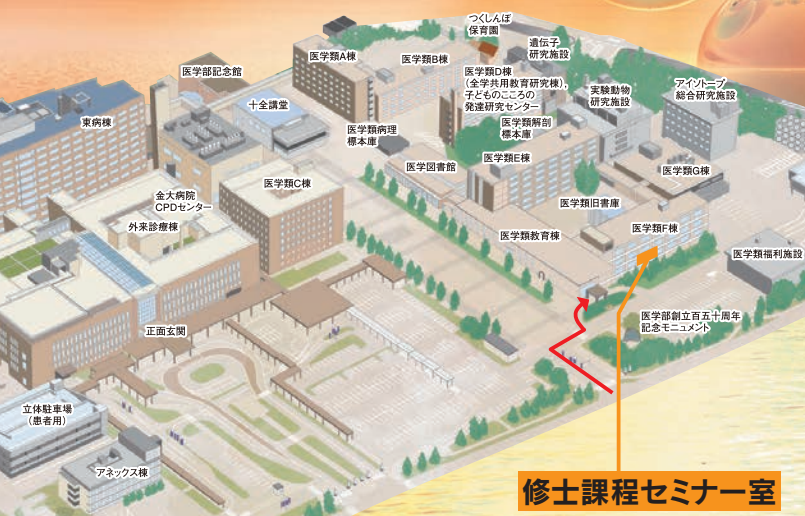 つくしんぼ
保育園
遺伝子
研究施設
医学類A棟
医学類B棟
医学部記念館
医学類D棟
（全学共用教育研究棟）,
子どものこころの
発達研究センター
実験動物
研究施設
アイソトープ
総合研究施設
十全講堂
東病棟
医学類病理
標本庫
医学類解剖
標本庫
医学図書館
医学類E棟
医学類G棟
医学類C棟
金大病院
CPDセンター
外来診療棟
医学類旧書庫
医学類教育棟
医学類F棟
医学類福利施設
正面玄関
医学部創立百五十周年
記念モニュメント
立体駐車場
（患者用）
アネックス棟
修士課程セミナー室